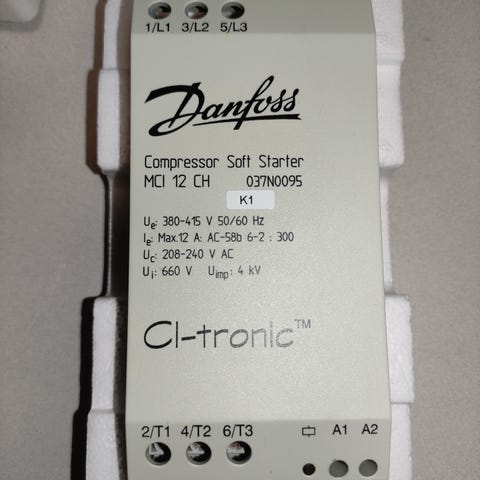 1/L1 3/L2 5/L3
Danfoss
Compressor Soft Starter
MCI 12 CH 037N0095
K1
Ue: 380-415 V 50/60 Hz
Ie: Max.12 A: AC-58b 6-2 : 300
Uc: 208-240 V AC
Ui: 660 V Uimp: 4 kV
CI-tronic™
2/T1 4/T2 6/T3 A1 A2